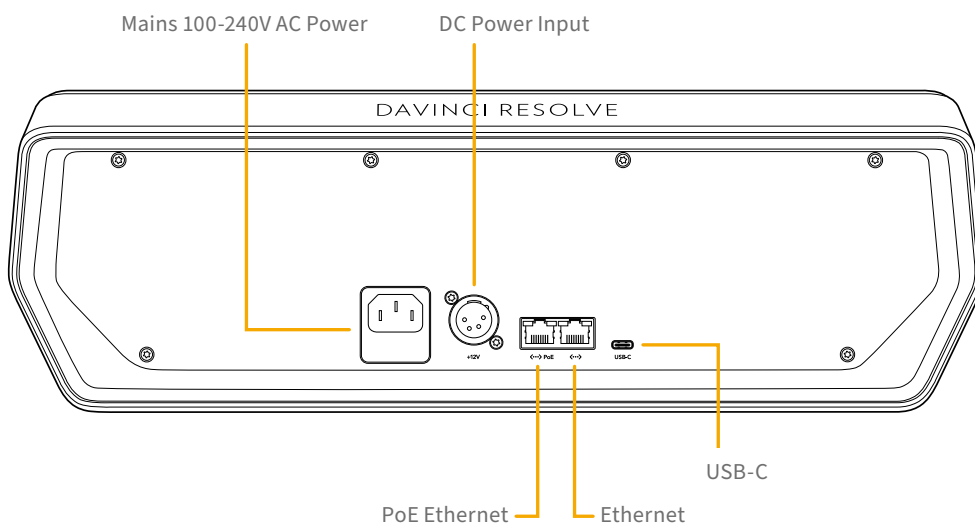 Mains 100-240V AC Power
DC Power Input
DAVINCI RESOLVE
+12V
<···> PoE
<···>
USB-C
USB-C
PoE Ethernet
Ethernet